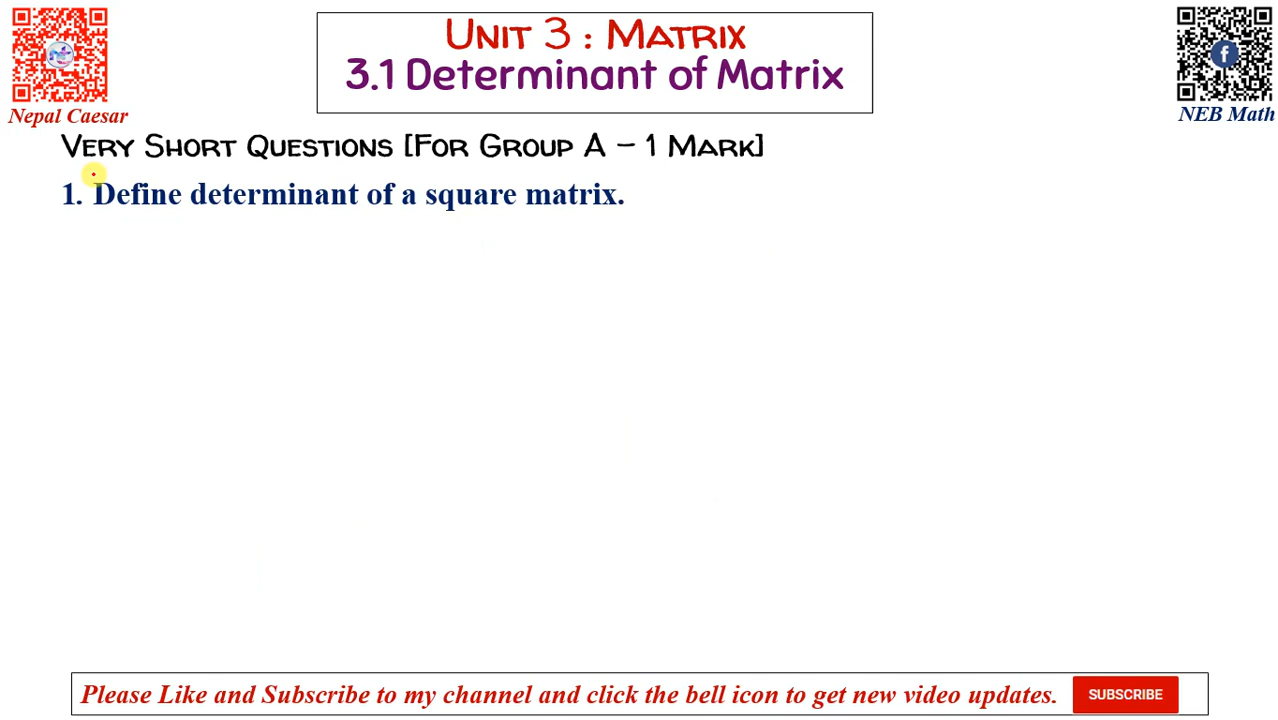 UNIT 3 : MATRIX
3.1 Determinant of Matrix
Nepal Caesar
NEB Math
VERY SHORT QUESTIONS [FOR GROUP A – 1 MARK]
1. Define determinant of a square matrix.
Please Like and Subscribe to my channel and click the bell icon to get new video updates. SUBSCRIBE